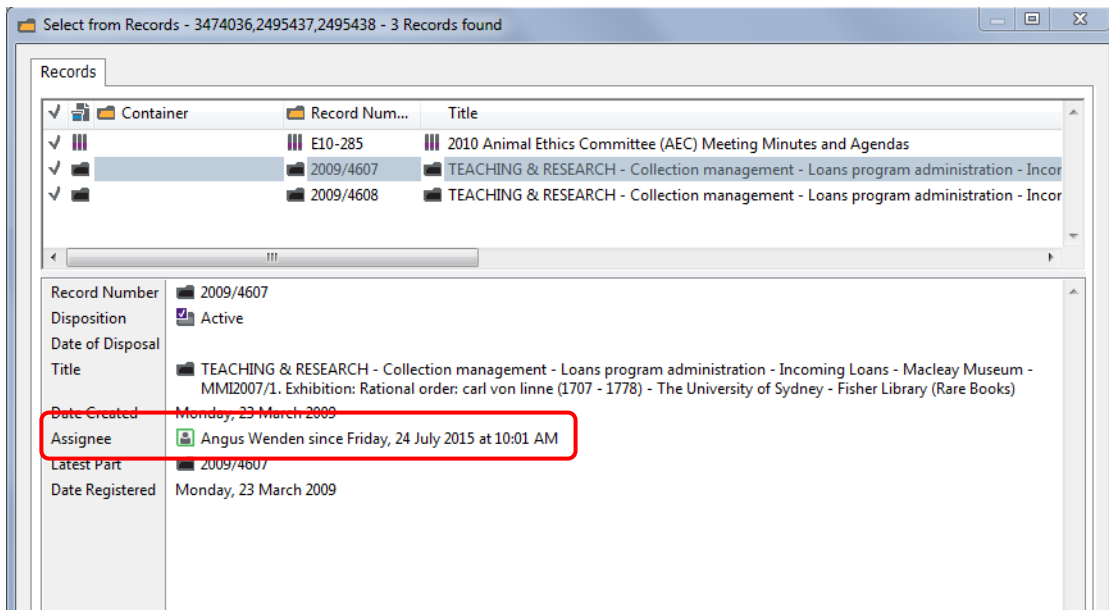 Select from Records - 3474036,2495437,2495438 - 3 Records found
Records
Container Record Num... Title
E10-285 2010 Animal Ethics Committee (AEC) Meeting Minutes and Agendas
2009/4607 TEACHING & RESEARCH - Collection management - Loans program administration - Incor
2009/4608 TEACHING & RESEARCH - Collection management - Loans program administration - Incor
Record Number 2009/4607
Disposition Active
Date of Disposal
Title TEACHING & RESEARCH - Collection management - Loans program administration - Incoming Loans - Macleay Museum -
MMI2007/1. Exhibition: Rational order: carl von linne (1707 - 1778) - The University of Sydney - Fisher Library (Rare Books)
Date Created Monday, 23 March 2009
Assignee Angus Wenden since Friday, 24 July 2015 at 10:01 AM
Latest Part 2009/4607
Date Registered Monday, 23 March 2009